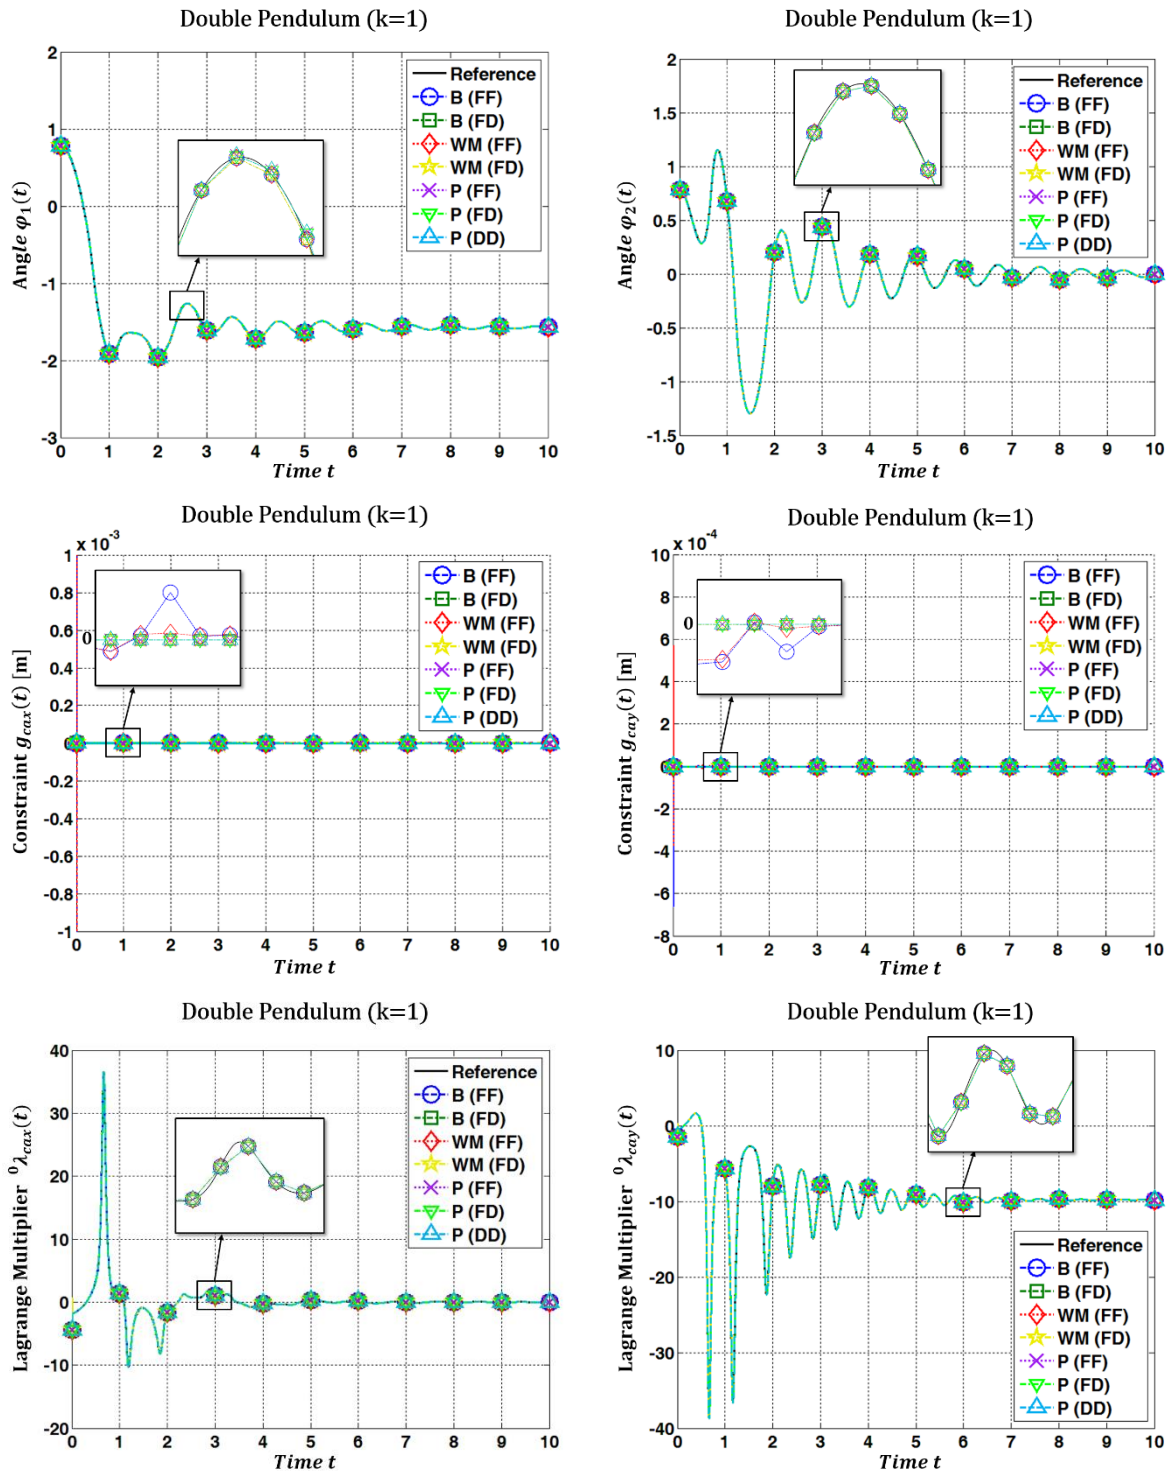 Double Pendulum (k=1)
Angle φ₁(t)
2
1
0
-1
-2
-3
0 1 2 3 4 5 6 7 8 9 10
Time t
Reference
B (FF)
B (FD)
WM (FF)
WM (FD)
P (FF)
P (FD)
P (DD)
Double Pendulum (k=1)
Angle φ₂(t)
2
1.5
1
0.5
0
-0.5
-1
-1.5
0 1 2 3 4 5 6 7 8 9 10
Time t
Reference
B (FF)
B (FD)
WM (FF)
WM (FD)
P (FF)
P (FD)
P (DD)
Double Pendulum (k=1)
x 10⁻³
Constraint g_cax(t) [m]
1
0.8
0.6
0.4
0.2
0
-0.2
-0.4
-0.6
-0.8
-1
0
0 1 2 3 4 5 6 7 8 9 10
Time t
B (FF)
B (FD)
WM (FF)
WM (FD)
P (FF)
P (FD)
P (DD)
Double Pendulum (k=1)
x 10⁻⁴
Constraint g_cay(t) [m]
10
8
6
4
2
0
-2
-4
-6
-8
0
0 1 2 3 4 5 6 7 8 9 10
Time t
B (FF)
B (FD)
WM (FF)
WM (FD)
P (FF)
P (FD)
P (DD)
Double Pendulum (k=1)
Lagrange Multiplier ⁰λ_cax(t)
40
30
20
10
0
-10
-20
0 1 2 3 4 5 6 7 8 9 10
Time t
Reference
B (FF)
B (FD)
WM (FF)
WM (FD)
P (FF)
P (FD)
P (DD)
Double Pendulum (k=1)
Lagrange Multiplier ⁰λ_cay(t)
10
0
-10
-20
-30
-40
0 1 2 3 4 5 6 7 8 9 10
Time t
Reference
B (FF)
B (FD)
WM (FF)
WM (FD)
P (FF)
P (FD)
P (DD)